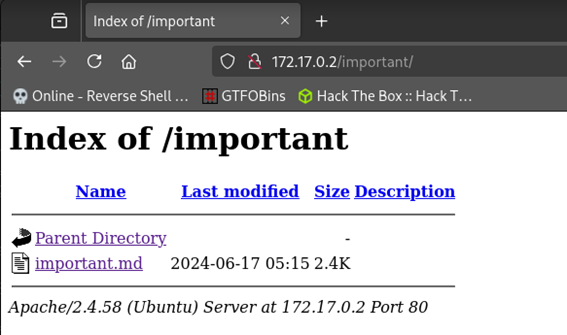 Index of /important
172.17.0.2/important/
Online - Reverse Shell ... GTFOBins Hack The Box :: Hack T...
Index of /important
Name Last modified Size Description
Parent Directory -
important.md 2024-06-17 05:15 2.4K
Apache/2.4.58 (Ubuntu) Server at 172.17.0.2 Port 80